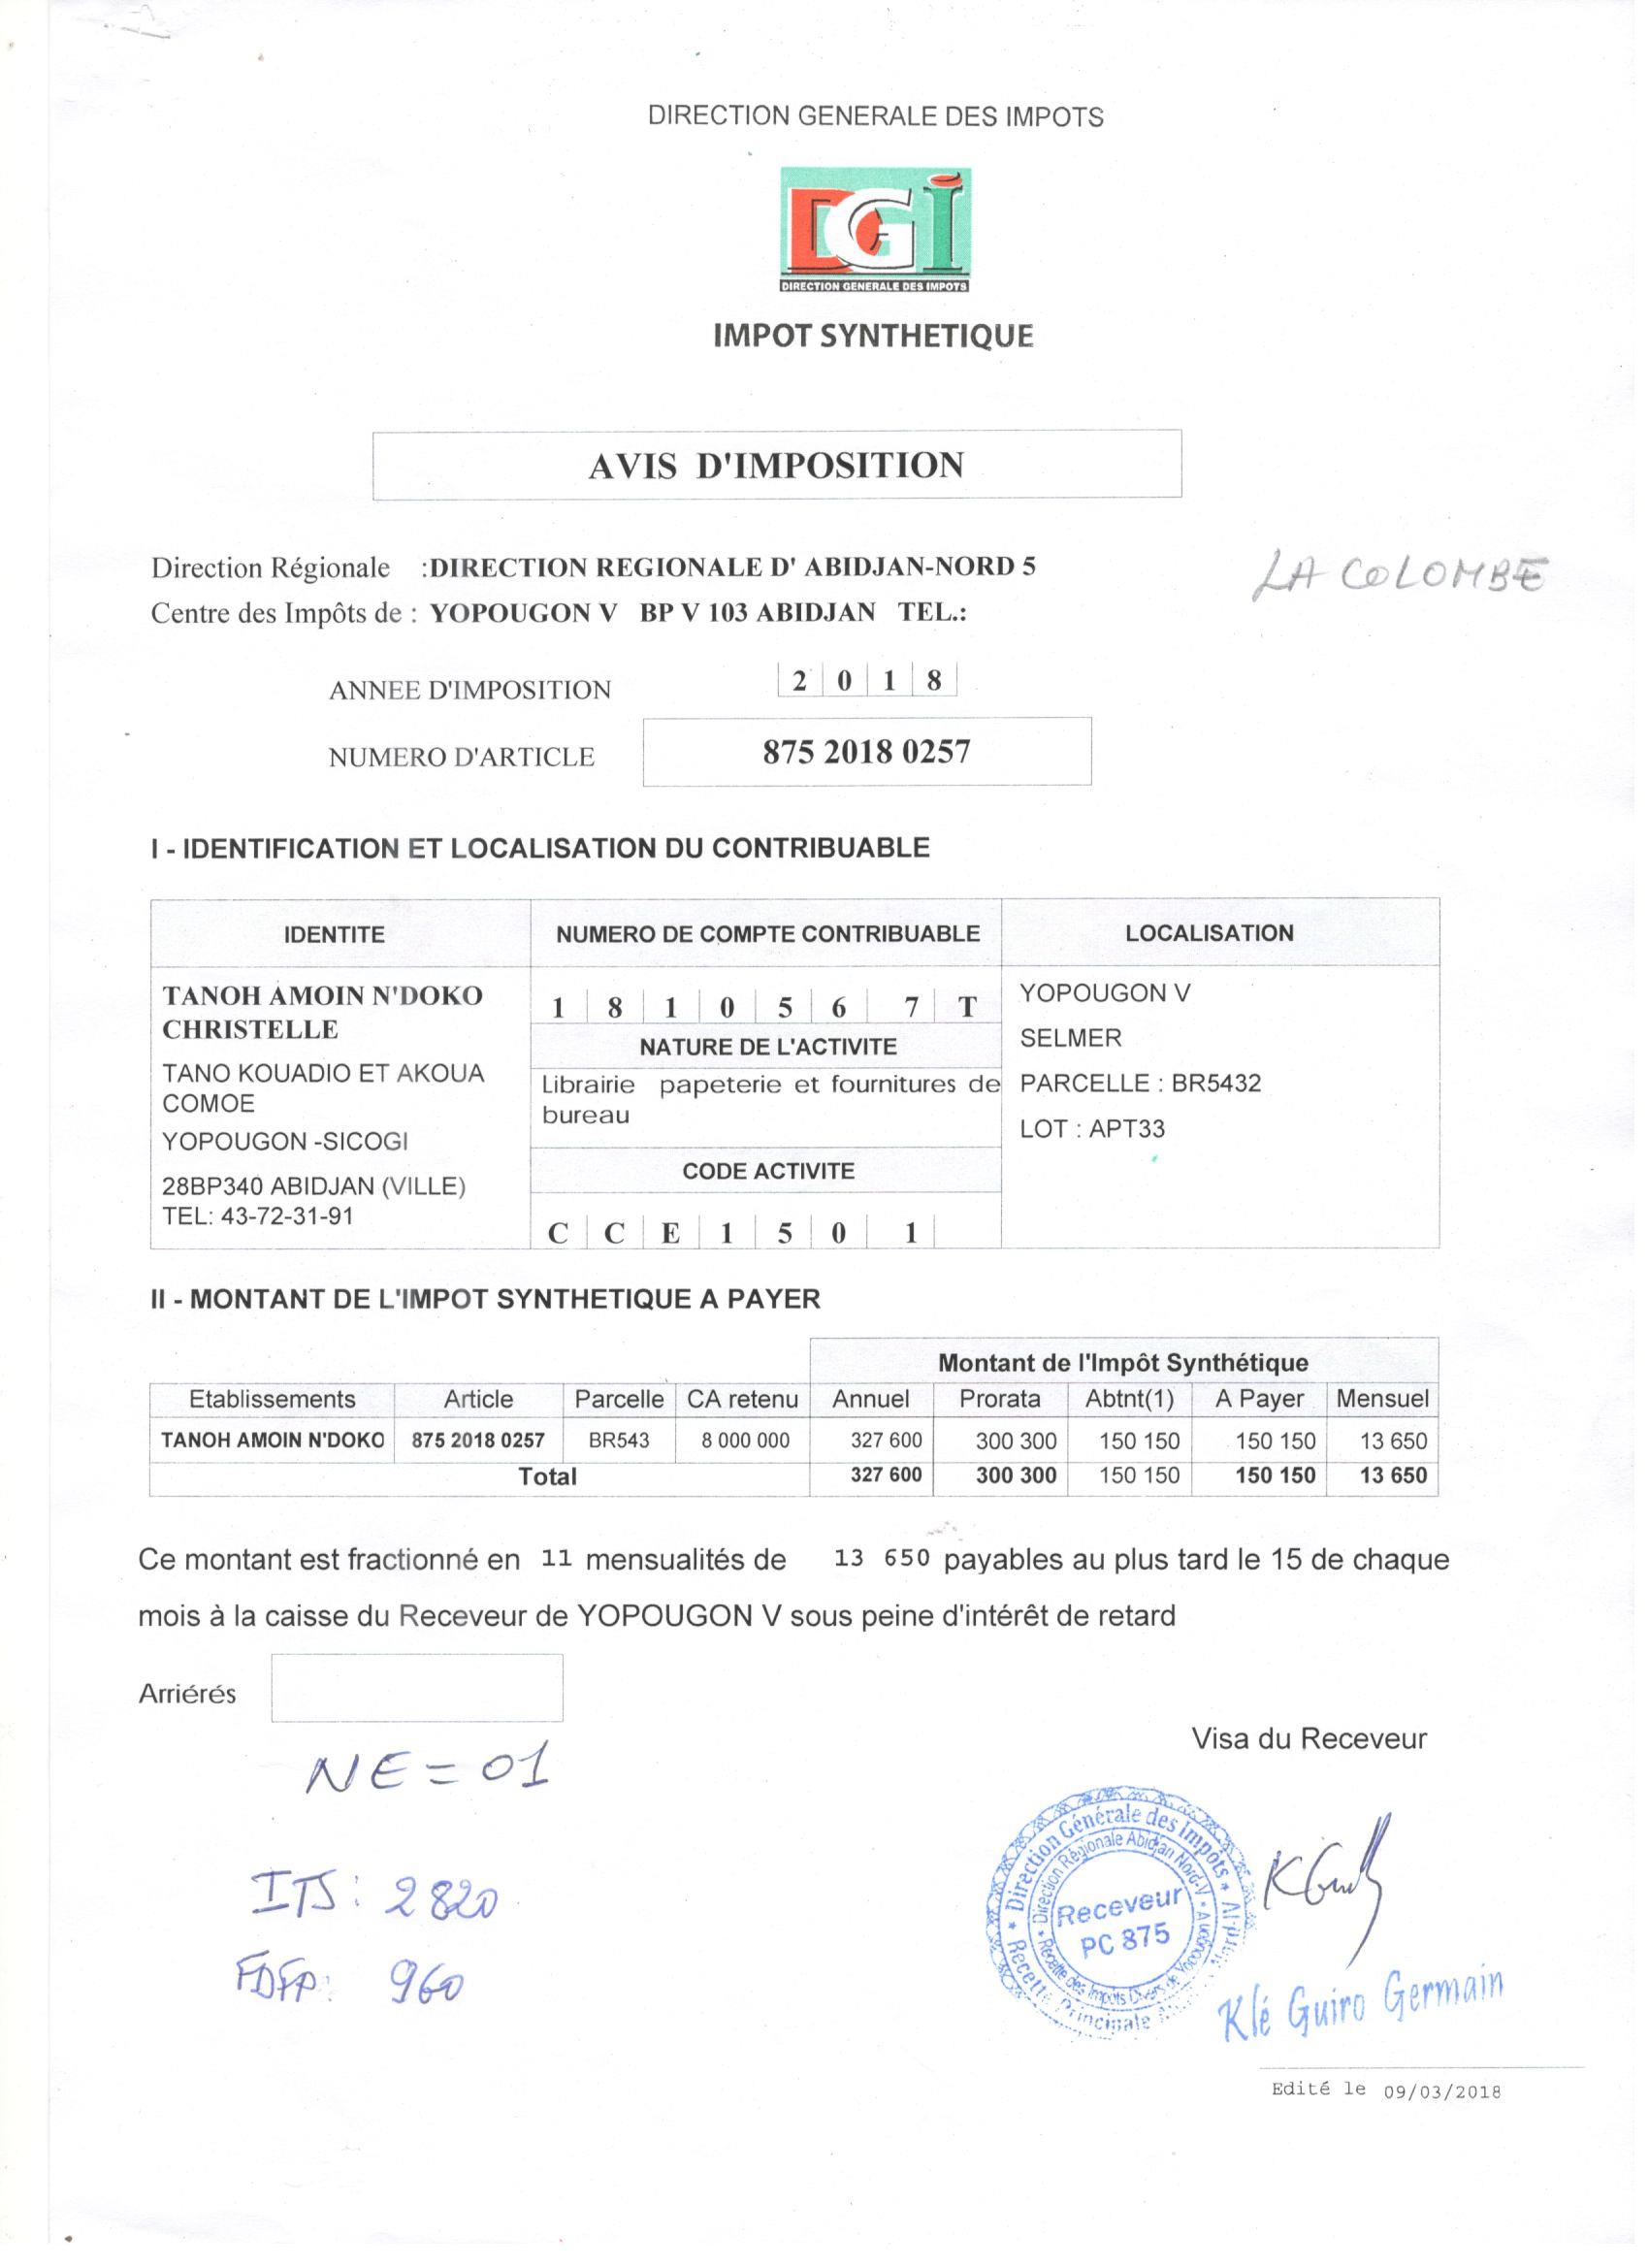 DIRECTION GENERALE DES IMPOTS
DGI
DIRECTION GENERALE DES IMPOTS
IMPOT SYNTHETIQUE
AVIS D'IMPOSITION
Direction Régionale :DIRECTION REGIONALE D' ABIDJAN-NORD 5
LA COLOMBE
Centre des Impôts de : YOPOUGON V BP V 103 ABIDJAN TEL.:
ANNEE D'IMPOSITION 2 0 1 8
NUMERO D'ARTICLE 875 2018 0257
I - IDENTIFICATION ET LOCALISATION DU CONTRIBUABLE
IDENTITE NUMERO DE COMPTE CONTRIBUABLE LOCALISATION
TANOH AMOIN N'DOKO
CHRISTELLE
TANO KOUADIO ET AKOUA
COMOE
YOPOUGON -SICOGI
28BP340 ABIDJAN (VILLE)
TEL: 43-72-31-91
1 8 1 0 5 6 7 T
NATURE DE L'ACTIVITE
Librairie papeterie et fournitures de
bureau
CODE ACTIVITE
C C E 1 5 0 1
YOPOUGON V
SELMER
PARCELLE : BR5432
LOT : APT33
II - MONTANT DE L'IMPOT SYNTHETIQUE A PAYER
Montant de l'Impôt Synthétique
Etablissements Article Parcelle CA retenu Annuel Prorata Abtnt(1) A Payer Mensuel
TANOH AMOIN N'DOKO 875 2018 0257 BR543 8 000 000 327 600 300 300 150 150 150 150 13 650
Total 327 600 300 300 150 150 150 150 13 650
Ce montant est fractionné en 11 mensualités de 13 650 payables au plus tard le 15 de chaque
mois à la caisse du Receveur de YOPOUGON V sous peine d'intérêt de retard
Arriérés
Visa du Receveur
NE = 01
ITS: 2820
FDFP: 960
Direction Générale des Impôts
Direction Régionale Abidjan Nord-V
Receveur
PC 875
Recette des Impôts Divers de Yopougon
Recette Principale
Klé Guiro Germain
Edité le 09/03/2018